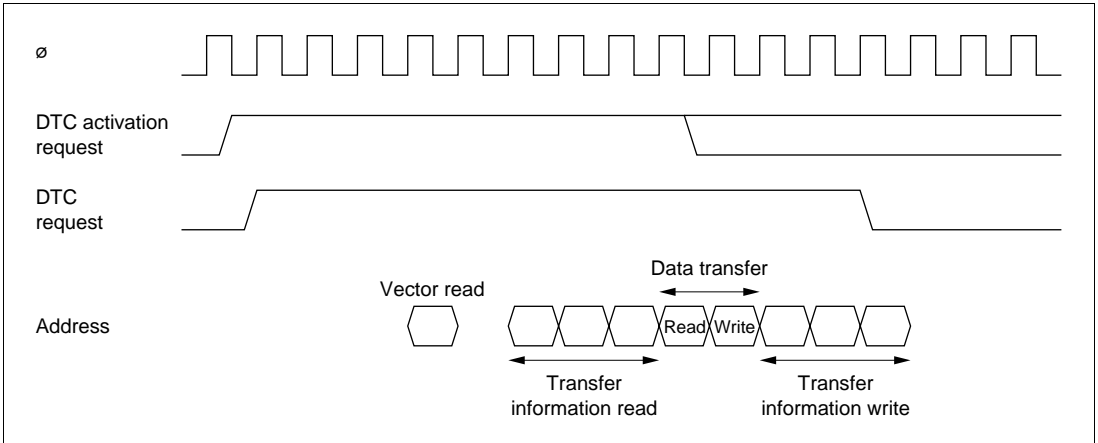 ø
DTC activation
request
DTC
request
Data transfer
Vector read
Address
Read
Write
Transfer
information read
Transfer
information write